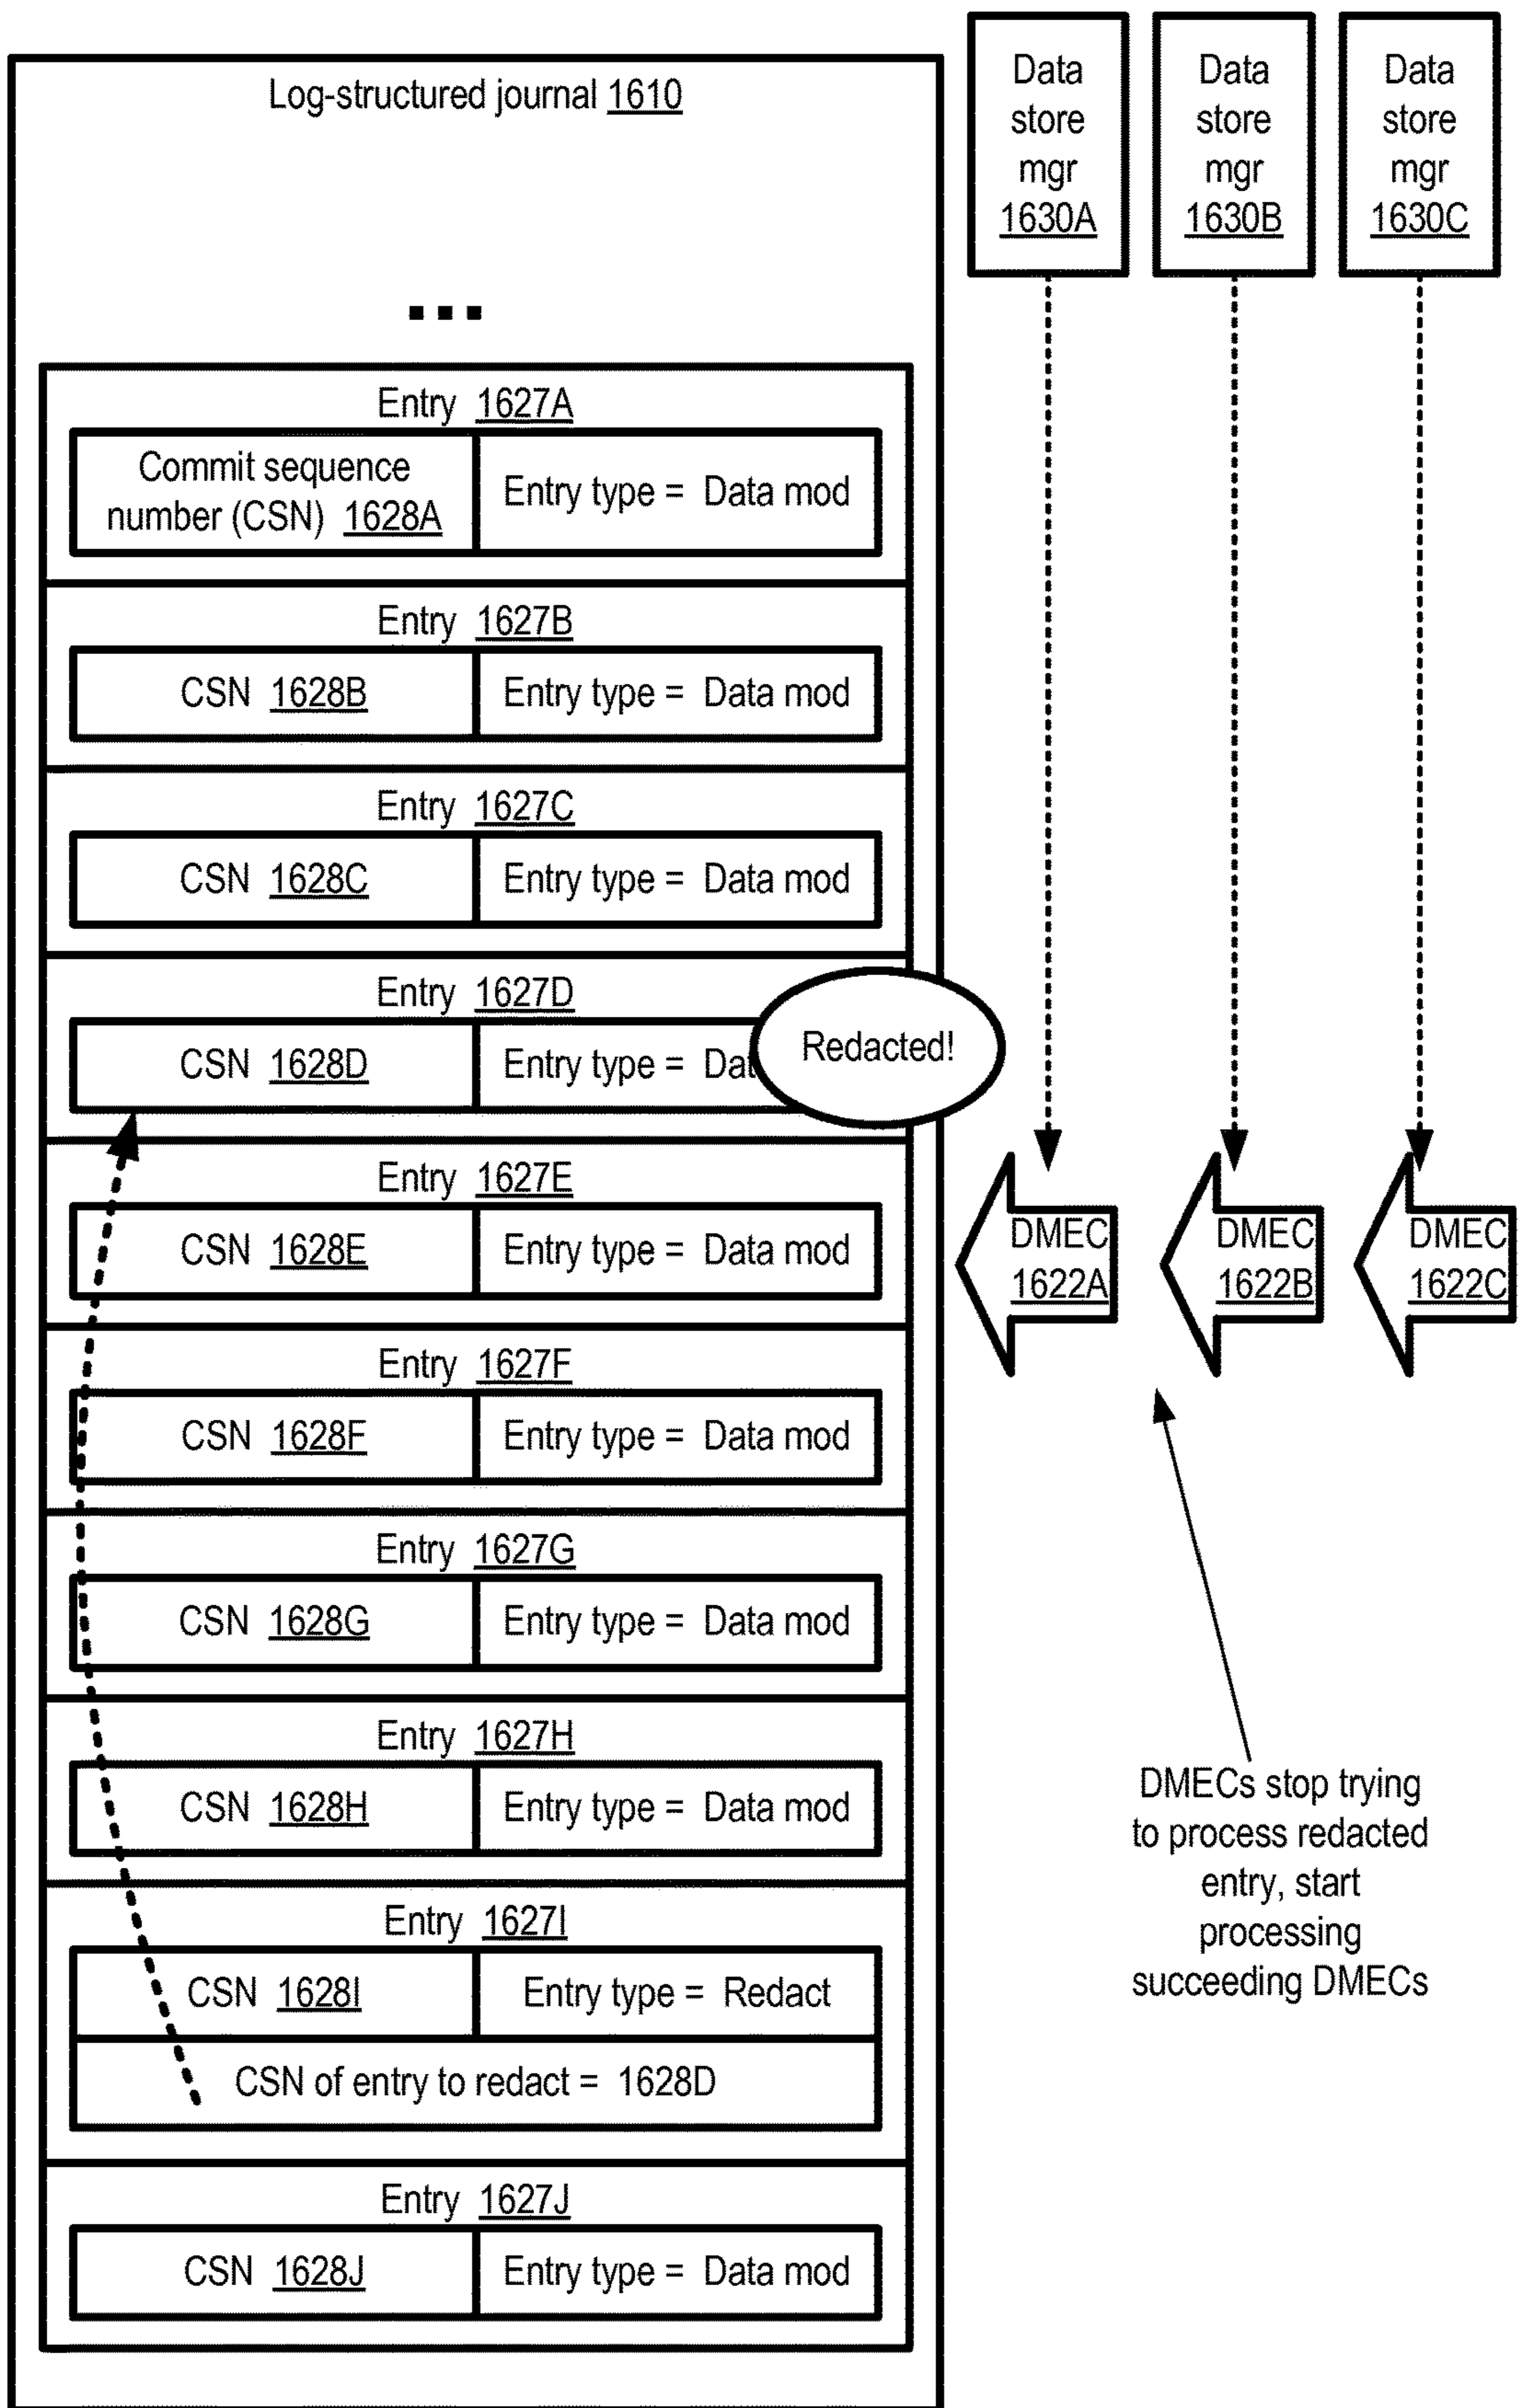 Log-structured journal 1610
...
Entry 1627A
Commit sequence
number (CSN) 1628A
Entry type = Data mod
Entry 1627B
CSN 1628B
Entry type = Data mod
Entry 1627C
CSN 1628C
Entry type = Data mod
Entry 1627D
CSN 1628D
Entry type = Dat
Redacted!
Entry 1627E
CSN 1628E
Entry type = Data mod
Entry 1627F
CSN 1628F
Entry type = Data mod
Entry 1627G
CSN 1628G
Entry type = Data mod
Entry 1627H
CSN 1628H
Entry type = Data mod
Entry 1627I
CSN 1628I
Entry type = Redact
CSN of entry to redact = 1628D
Entry 1627J
CSN 1628J
Entry type = Data mod
Data
store
mgr
1630A
Data
store
mgr
1630B
Data
store
mgr
1630C
DMEC
1622A
DMEC
1622B
DMEC
1622C
DMECs stop trying
to process redacted
entry, start
processing
succeeding DMECs